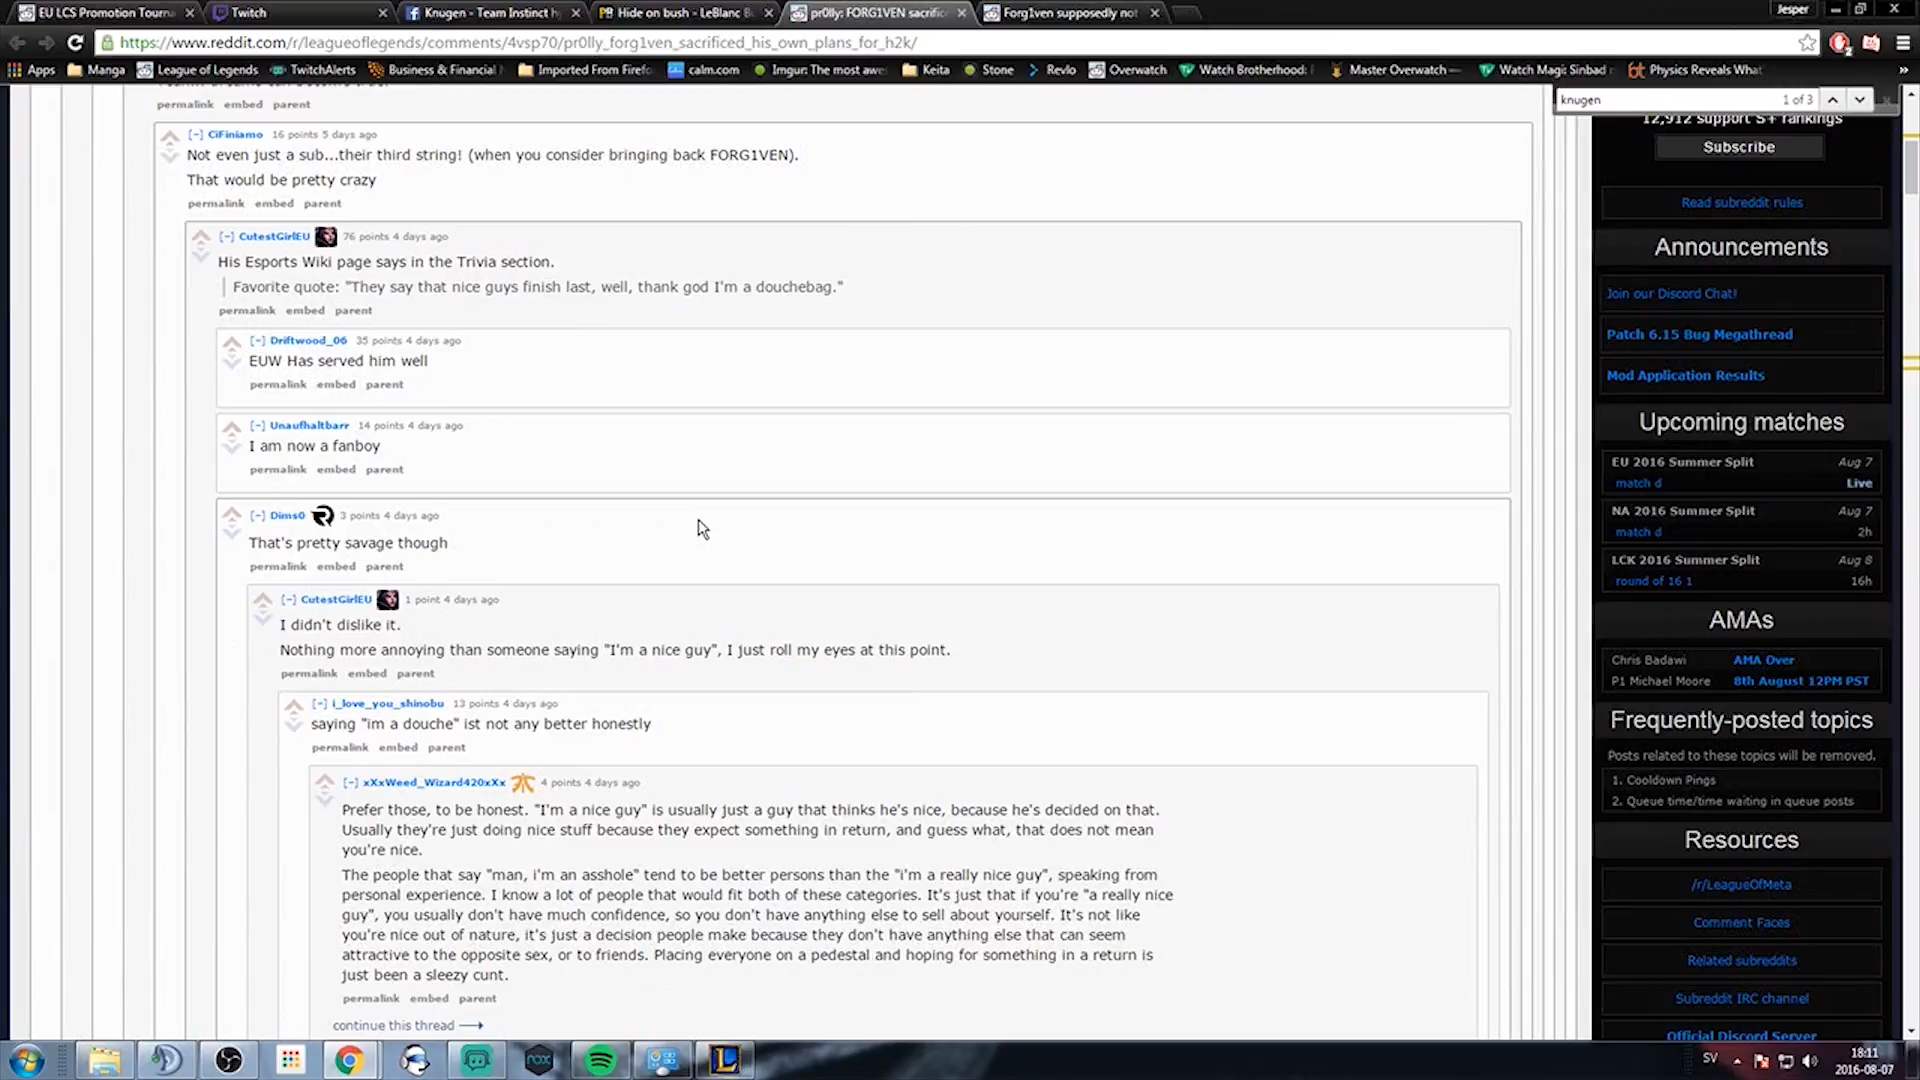 EU LCS Promotion Tourna
Twitch
Knugen - Team Instinct h
Hide on bush - LeBlanc B
pr0lly: FORG1VEN sacrific
Forg1ven supposedly not
Jesper
https://www.reddit.com/r/leagueoflegends/comments/4vsp70/pr0lly_forg1ven_sacrificed_his_own_plans_for_h2k/
Apps
Manga
League of Legends
TwitchAlerts
Business & Financial
Imported From Firefo
calm.com
Imgur: The most awe
Keita
Stone
Revlo
Overwatch
Watch Brotherhood:
Master Overwatch —
Watch Magi: Sinbad
Physics Reveals What
»
knugen
1 of 3
permalink embed parent
[-] CiFiniamo 16 points 5 days ago
Not even just a sub...their third string! (when you consider bringing back FORG1VEN).
That would be pretty crazy
permalink embed parent
[-] CutestGirlEU 76 points 4 days ago
His Esports Wiki page says in the Trivia section.
Favorite quote: "They say that nice guys finish last, well, thank god I'm a douchebag."
permalink embed parent
[-] Driftwood_06 35 points 4 days ago
EUW Has served him well
permalink embed parent
[-] Unaufhaltbarr 14 points 4 days ago
I am now a fanboy
permalink embed parent
[-] Dims0 3 points 4 days ago
That's pretty savage though
permalink embed parent
[-] CutestGirlEU 1 point 4 days ago
I didn't dislike it.
Nothing more annoying than someone saying "I'm a nice guy", I just roll my eyes at this point.
permalink embed parent
[-] i_love_you_shinobu 13 points 4 days ago
saying "im a douche" ist not any better honestly
permalink embed parent
[-] xXxWeed_Wizard420xXx 4 points 4 days ago
Prefer those, to be honest. "I'm a nice guy" is usually just a guy that thinks he's nice, because he's decided on that.
Usually they're just doing nice stuff because they expect something in return, and guess what, that does not mean
you're nice.
The people that say "man, i'm an asshole" tend to be better persons than the "i'm a really nice guy", speaking from
personal experience. I know a lot of people that would fit both of these categories. It's just that if you're "a really nice
guy", you usually don't have much confidence, so you don't have anything else to sell about yourself. It's not like
you're nice out of nature, it's just a decision people make because they don't have anything else that can seem
attractive to the opposite sex, or to friends. Placing everyone on a pedestal and hoping for something in a return is
just been a sleezy cunt.
permalink embed parent
continue this thread
12,912 support S+ rankings
Subscribe
Read subreddit rules
Announcements
Join our Discord Chat!
Patch 6.15 Bug Megathread
Mod Application Results
Upcoming matches
EU 2016 Summer Split Aug 7
match d Live
NA 2016 Summer Split Aug 7
match d 2h
LCK 2016 Summer Split Aug 8
round of 16 1 16h
AMAs
Chris Badawi AMA Over
P1 Michael Moore 8th August 12PM PST
Frequently-posted topics
Posts related to these topics will be removed.
1. Cooldown Pings
2. Queue time/time waiting in queue posts
Resources
/r/LeagueOfMeta
Comment Faces
Related subreddits
Subreddit IRC channel
Official Discord Server
nox
L
SV
18:11
2016-08-07